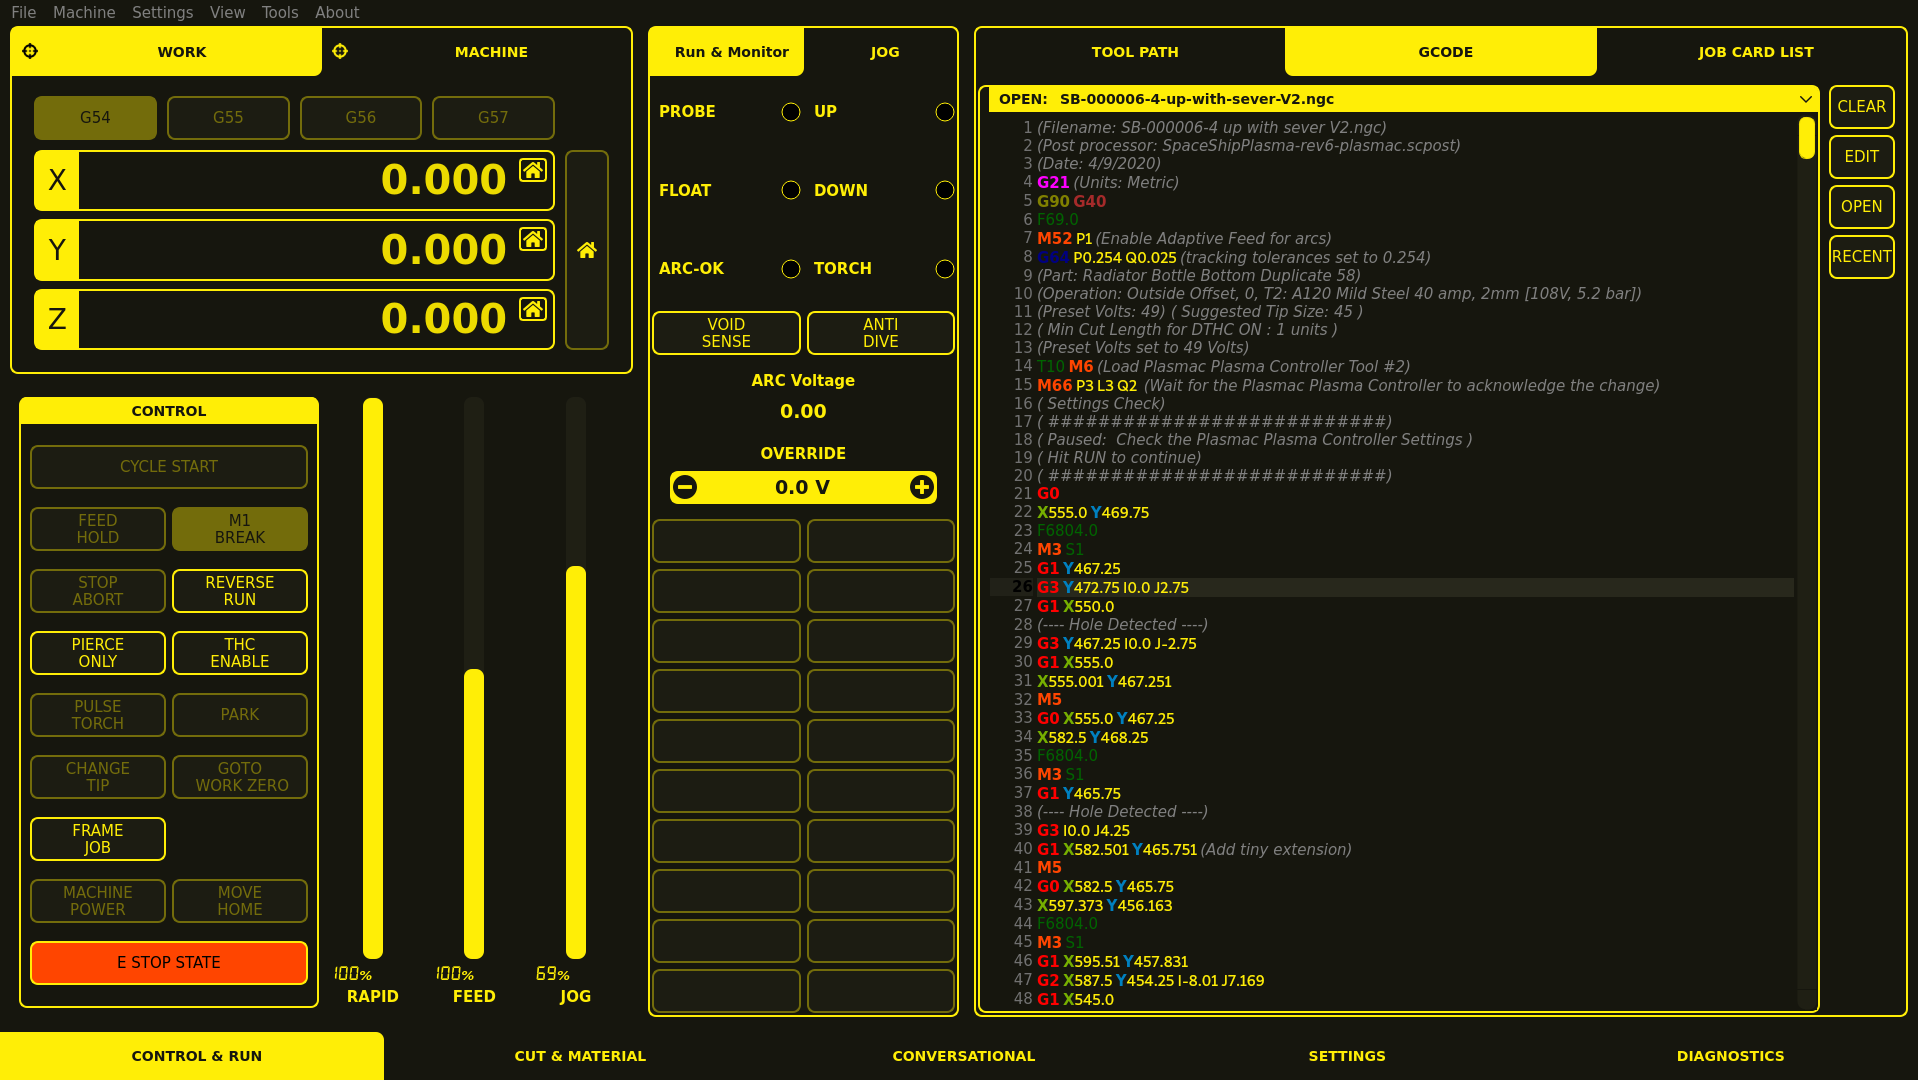 File Machine Settings View Tools About
WORK MACHINE
G54 G55 G56 G57
X 0.000
Y 0.000
Z 0.000
CONTROL
CYCLE START
FEED HOLD
M1 BREAK
STOP ABORT
REVERSE RUN
PIERCE ONLY
THC ENABLE
PULSE TORCH
PARK
CHANGE TIP
GOTO WORK ZERO
FRAME JOB
MACHINE POWER
MOVE HOME
E STOP STATE
100% RAPID
100% FEED
69% JOG
Run & Monitor JOG
PROBE UP
FLOAT DOWN
ARC-OK TORCH
VOID SENSE
ANTI DIVE
ARC Voltage
0.00
OVERRIDE
0.0 V
TOOL PATH GCODE JOB CARD LIST
OPEN: SB-000006-4-up-with-sever-V2.ngc
1 (Filename: SB-000006-4 up with sever V2.ngc)
2 (Post processor: SpaceShipPlasma-rev6-plasmac.scpost)
3 (Date: 4/9/2020)
4 G21 (Units: Metric)
5 G90 G40
6 F69.0
7 M52 P1 (Enable Adaptive Feed for arcs)
8 G64 P0.254 Q0.025 (tracking tolerances set to 0.254)
9 (Part: Radiator Bottle Bottom Duplicate 58)
10 (Operation: Outside Offset, 0, T2: A120 Mild Steel 40 amp, 2mm [108V, 5.2 bar])
11 (Preset Volts: 49) ( Suggested Tip Size: 45 )
12 ( Min Cut Length for DTHC ON : 1 units )
13 (Preset Volts set to 49 Volts)
14 T10 M6 (Load Plasmac Plasma Controller Tool #2)
15 M66 P3 L3 Q2 (Wait for the Plasmac Plasma Controller to acknowledge the change)
16 ( Settings Check)
17 ( ###########################)
18 ( Paused:  Check the Plasmac Plasma Controller Settings )
19 ( Hit RUN to continue)
20 ( ###########################)
21 G0
22 X555.0 Y469.75
23 F6804.0
24 M3 S1
25 G1 Y467.25
26 G3 Y472.75 I0.0 J2.75
27 G1 X550.0
28 (---- Hole Detected ----)
29 G3 Y467.25 I0.0 J-2.75
30 G1 X555.0
31 X555.001 Y467.251
32 M5
33 G0 X555.0 Y467.25
34 X582.5 Y468.25
35 F6804.0
36 M3 S1
37 G1 Y465.75
38 (---- Hole Detected ----)
39 G3 I0.0 J4.25
40 G1 X582.501 Y465.751 (Add tiny extension)
41 M5
42 G0 X582.5 Y465.75
43 X597.373 Y456.163
44 F6804.0
45 M3 S1
46 G1 X595.51 Y457.831
47 G2 X587.5 Y454.25 I-8.01 J7.169
48 G1 X545.0
CLEAR
EDIT
OPEN
RECENT
CONTROL & RUN CUT & MATERIAL CONVERSATIONAL SETTINGS DIAGNOSTICS